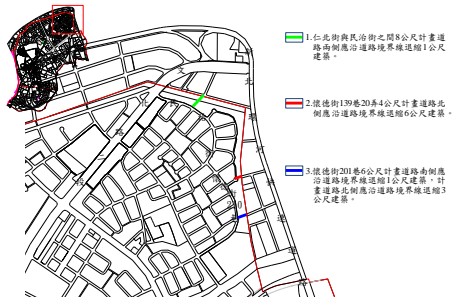 1.仁北街與民治街之間8公尺計畫道
路兩側應沿道路境界線退縮1公尺
建築。
2.懷德街139巷20弄4公尺計畫道路北
側應沿道路境界線退縮6公尺建築。
3.懷德街201巷6公尺計畫道路南側應
沿道路境界線退縮1公尺建築，計
畫道路北側應沿道路境界線退縮3
公尺建築。